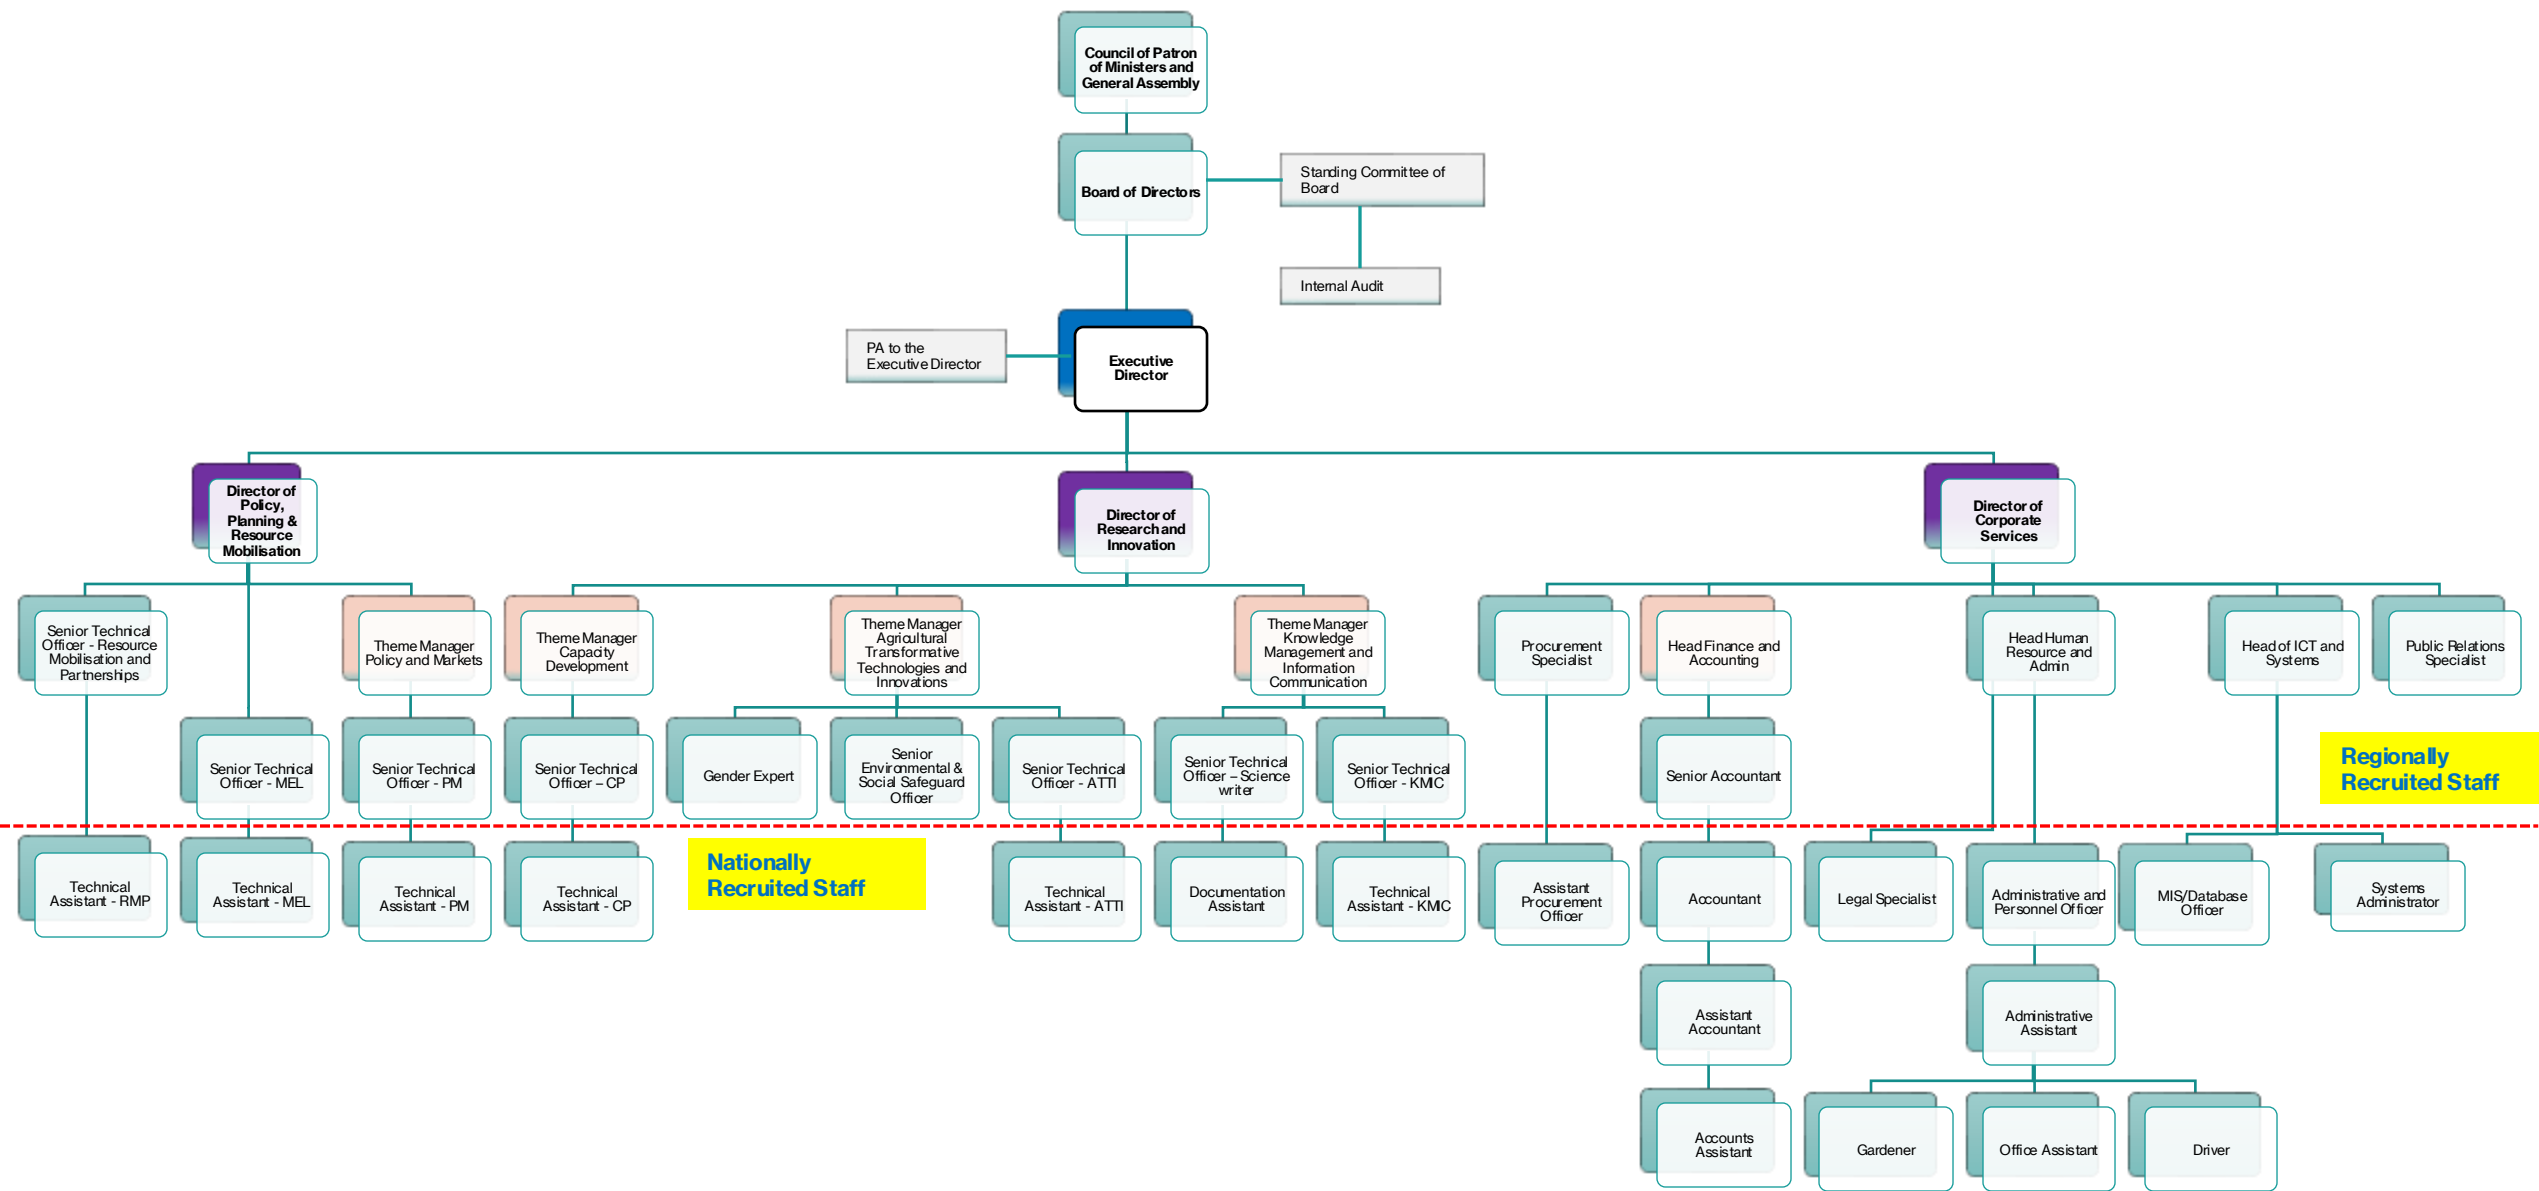 Council of Patron
of Ministers and
General Assembly
Board of Directors
Standing Committee of
Board
Internal Audit
PA to the
Executive Director
Executive
Director
Director of
Policy,
Planning &
Resource
Mobilisation
Director of
Research and
Innovation
Director of
Corporate
Services
Senior Technical
Officer - Resource
Mobilisation and
Partnerships
Theme Manager
Policy and Markets
Theme Manager
Capacity
Development
Theme Manager
Agricultural
Transformative
Technologies and
Innovations
Theme Manager
Knowledge
Management and
Information
Communication
Procurement
Specialist
Head Finance and
Accounting
Head Human
Resource and
Admin
Head of ICT and
Systems
Public Relations
Specialist
Senior Technical
Officer - MEL
Senior Technical
Officer - PM
Senior Technical
Officer – CP
Gender Expert
Senior
Environmental &
Social Safeguard
Officer
Senior Technical
Officer - ATTI
Senior Technical
Officer – Science
writer
Senior Technical
Officer - KMIC
Senior Accountant
Regionally
Recruited Staff
Nationally
Recruited Staff
Technical
Assistant - RMP
Technical
Assistant - MEL
Technical
Assistant - PM
Technical
Assistant - CP
Technical
Assistant - ATTI
Documentation
Assistant
Technical
Assistant - KMIC
Assistant
Procurement
Officer
Accountant
Legal Specialist
Administrative and
Personnel Officer
MIS/Database
Officer
Systems
Administrator
Assistant
Accountant
Administrative
Assistant
Accounts
Assistant
Gardener
Office Assistant
Driver